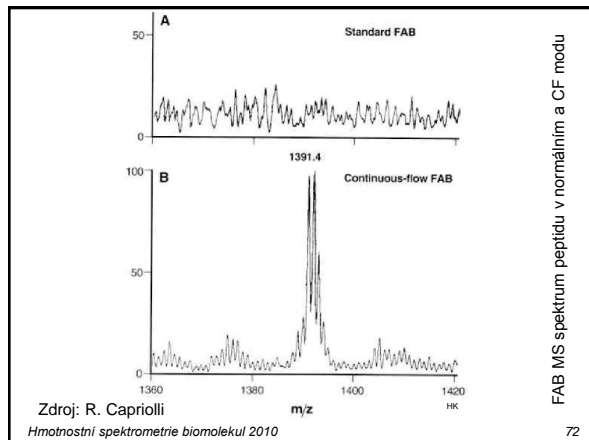 A
Standard FAB
50
0
1391.4
B
Continuous-flow FAB
100
50
0
1360
1380
1400
1420
m/z
HK
FAB MS spektrum peptidu v normálním a CF modu
Zdroj: R. Capriolli
Hmotnostní spektrometrie biomolekul 2010
72